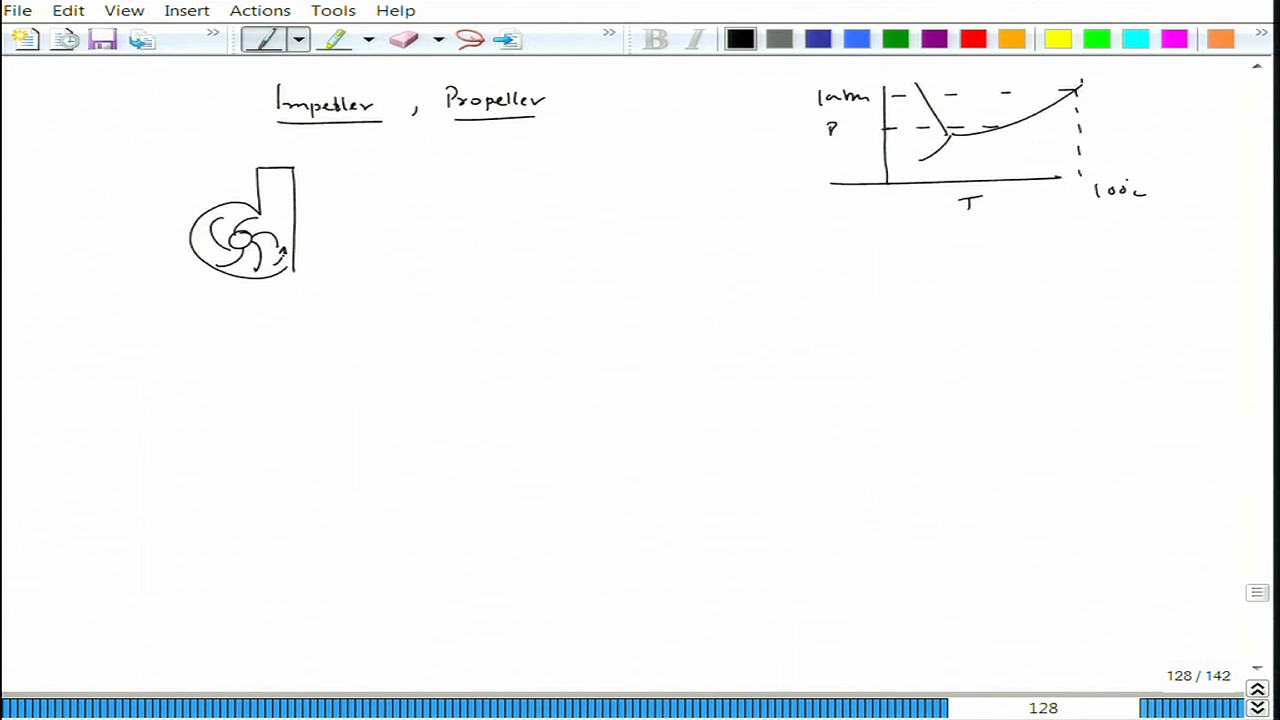 File Edit View Insert Actions Tools Help
B I
Impeller , Propeller
1atm
P
T
100°C
128 / 142
128